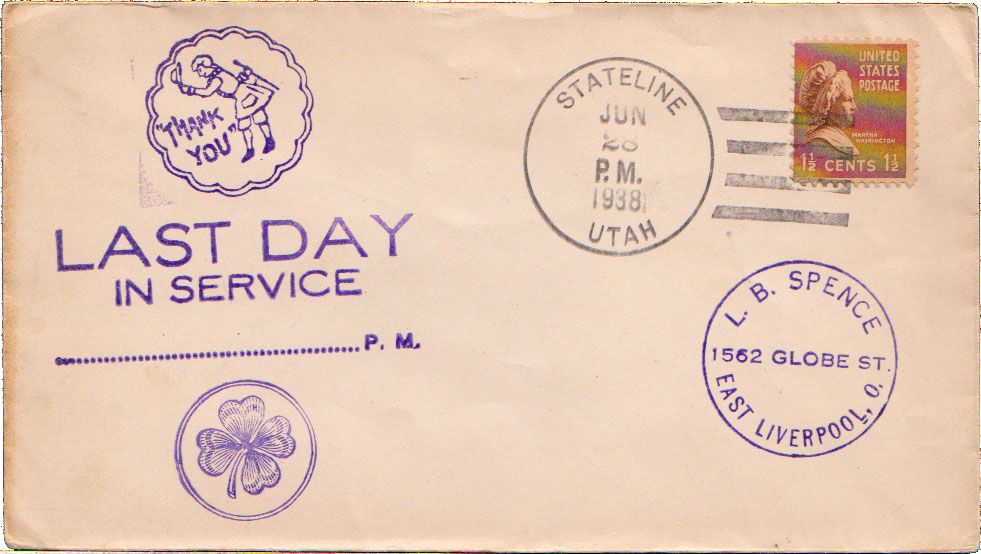 "THANK
YOU"
LAST DAY
IN SERVICE
P. M.
STATELINE
JUN
28
P.M.
1938
UTAH
UNITED
STATES
POSTAGE
MARTHA
WASHINGTON
1½ CENTS 1½
L. B. SPENCE
1562 GLOBE ST.
EAST LIVERPOOL, O.